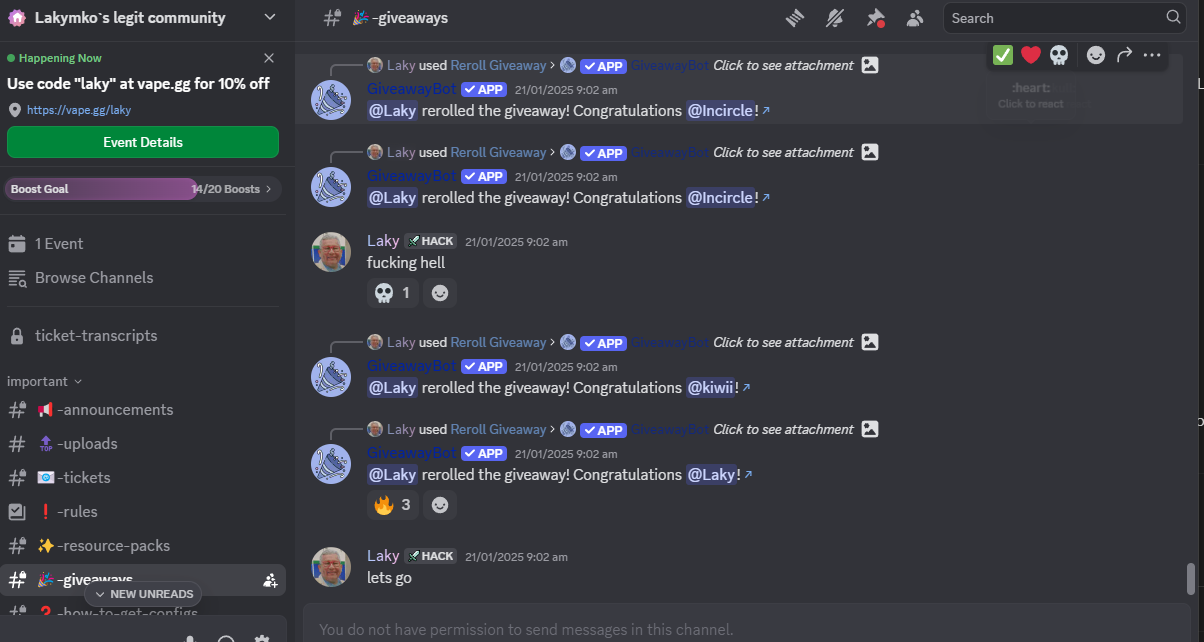 Lakymko`s legit community
Happening Now
Use code "laky" at vape.gg for 10% off
https://vape.gg/laky
Event Details
Boost Goal
14/20 Boosts
1 Event
Browse Channels
ticket-transcripts
important
-announcements
TOP
-uploads
-tickets
-rules
-resource-packs
-giveaways
NEW UNREADS
-how-to-get-configs
-giveaways
Search
Laky used Reroll Giveaway APP GiveawayBot Click to see attachment
GiveawayBot APP 21/01/2025 9:02 am
@Laky rerolled the giveaway! Congratulations @Incircle!
:heart:
Click to react
Laky used Reroll Giveaway APP GiveawayBot Click to see attachment
GiveawayBot APP 21/01/2025 9:02 am
@Laky rerolled the giveaway! Congratulations @Incircle!
Laky HACK 21/01/2025 9:02 am
fucking hell
1
Laky used Reroll Giveaway APP GiveawayBot Click to see attachment
GiveawayBot APP 21/01/2025 9:02 am
@Laky rerolled the giveaway! Congratulations @kiwii!
Laky used Reroll Giveaway APP GiveawayBot Click to see attachment
GiveawayBot APP 21/01/2025 9:02 am
@Laky rerolled the giveaway! Congratulations @Laky!
3
Laky HACK 21/01/2025 9:02 am
lets go
You do not have permission to send messages in this channel.